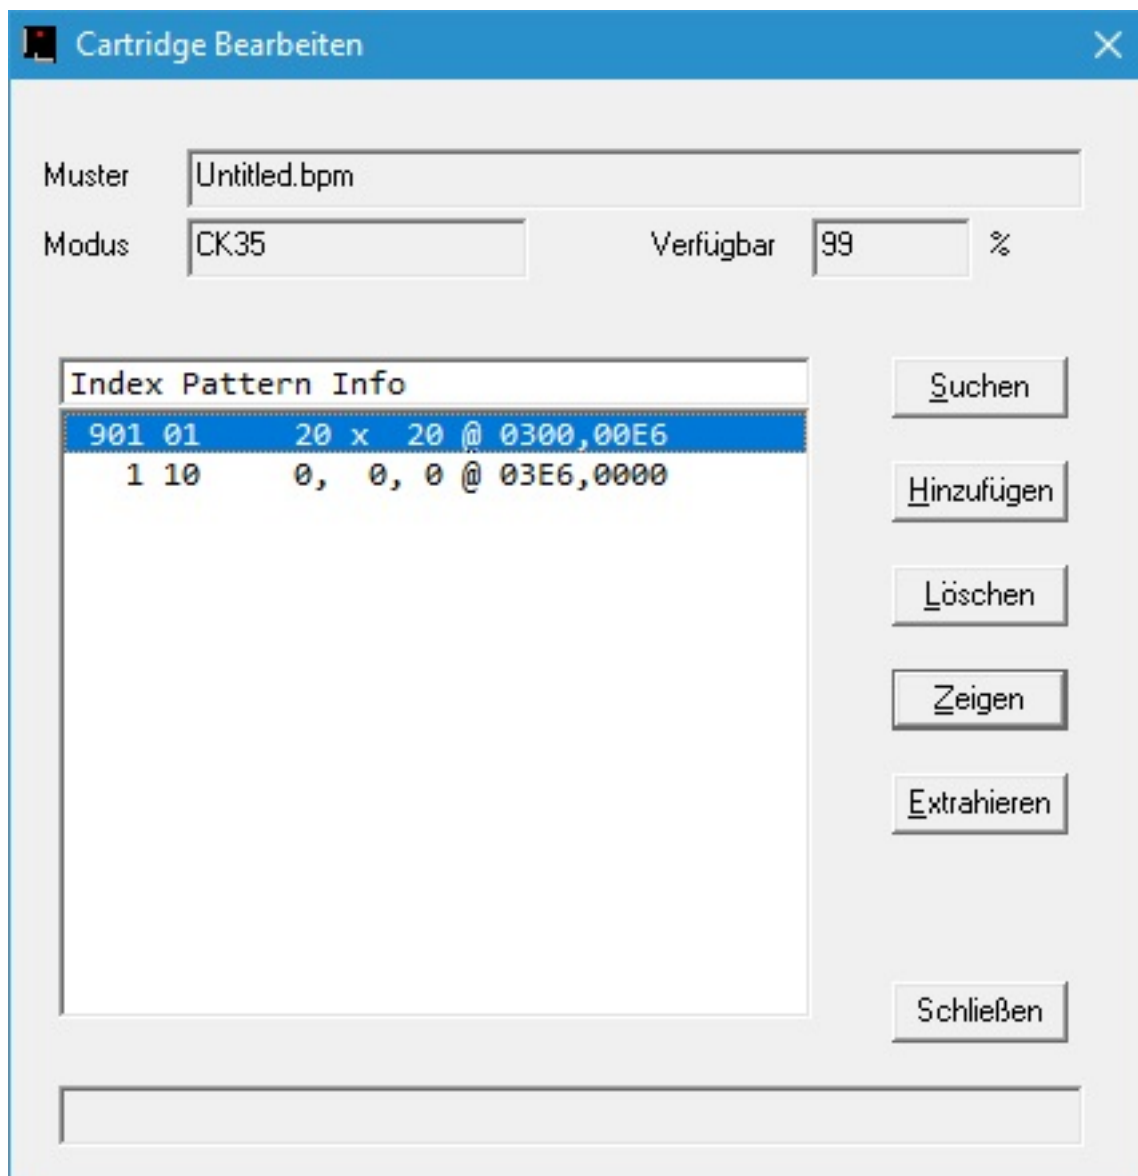 Cartridge Bearbeiten
Muster Untitled.bpm
Modus CK35 Verfügbar 99 %
Index Pattern Info
901 01 20 x 20 @ 0300,00E6
1 10 0, 0, 0 @ 03E6,0000
Suchen
Hinzufügen
Löschen
Zeigen
Extrahieren
Schließen